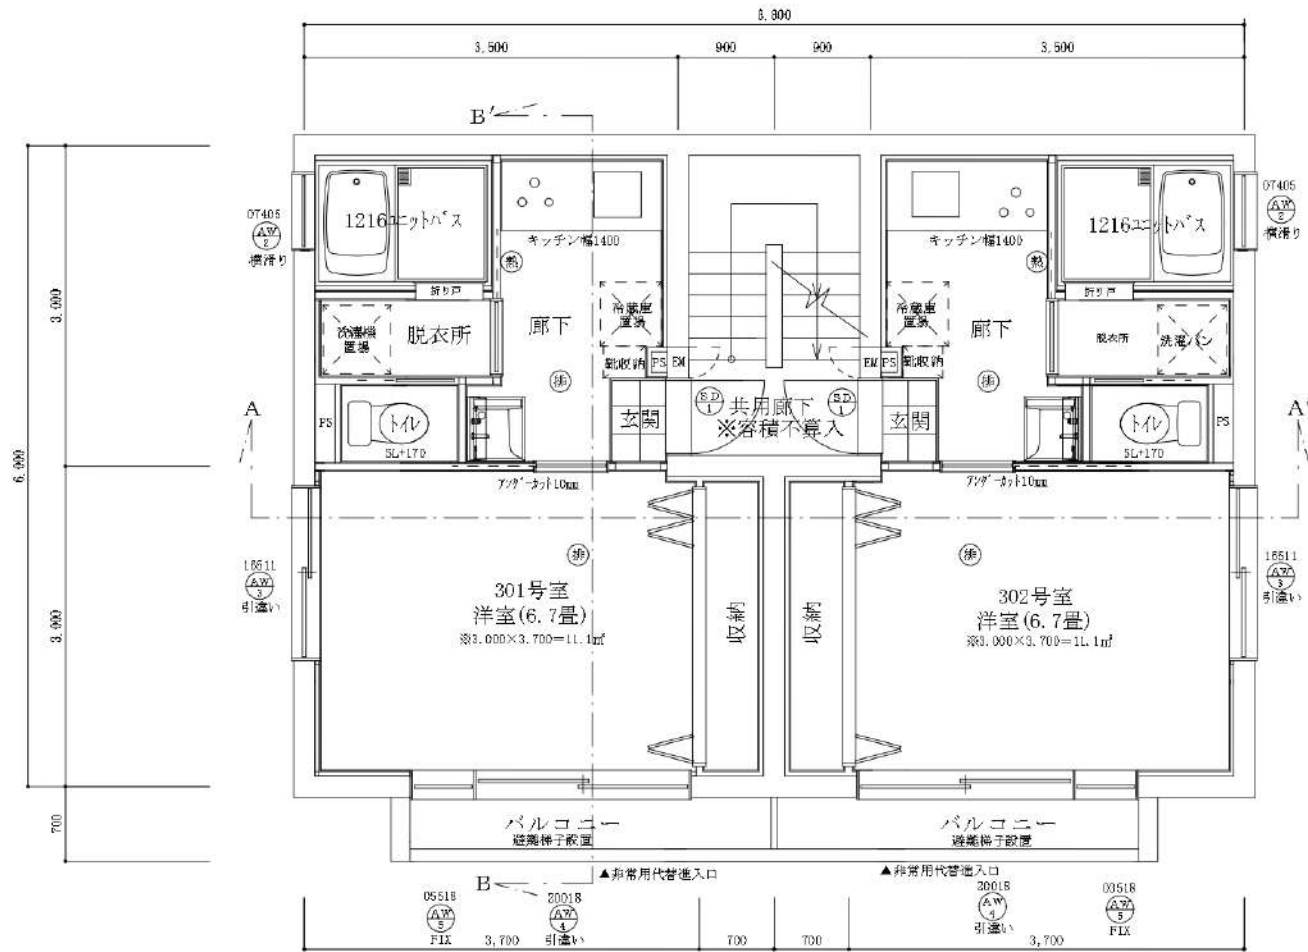 8,800
3,500
900
900
3,500
B'
07405
AW
2
横滑り
1216ユニットバス
キッチン幅1400
キッチン幅1400
1216ユニットバス
07405
AW
2
横滑り
熱
熱
折り戸
折り戸
3,000
洗濯機
置場
脱衣所
廊下
冷蔵庫
置場
冷蔵庫
置場
廊下
脱衣所
洗濯パン
靴収納
PS
EM
EM
PS
靴収納
排
排
6,000
A
PS
トイレ
SL+170
玄関
SD
1
共用廊下
※容積不算入
SD
1
玄関
トイレ
SL+170
PS
A'
アンダーカット10mm
アンダーカット10mm
排
排
16511
AW
3
引違い
16511
AW
3
引違い
3,000
301号室
洋室(6.7畳)
※3.000×3.700=11.1㎡
収納
収納
302号室
洋室(6.7畳)
※3.000×3.700=11.1㎡
700
バルコニー
避難梯子設置
バルコニー
避難梯子設置
▲非常用代替進入口
▲非常用代替進入口
B
05518
AW
5
FIX
20018
AW
4
引違い
20018
AW
4
引違い
03518
AW
5
FIX
3,700
700
700
3,700